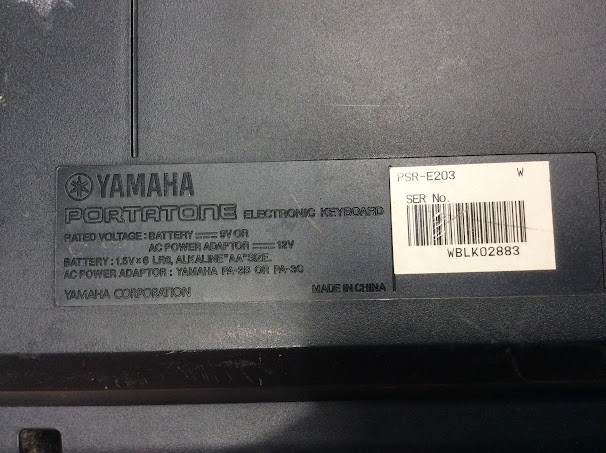 YAMAHA
PORTATONE ELECTRONIC KEYBOARD
RATED VOLTAGE : BATTERY ⎓ 9V OR
AC POWER ADAPTOR ⎓ 12V
BATTERY : 1.5V×6 LR6, ALKALINE "AA" SIZE.
AC POWER ADAPTOR : YAMAHA PA-3B OR PA-3C
YAMAHA CORPORATION MADE IN CHINA
PSR-E203 W
SER No.
WBLK02883